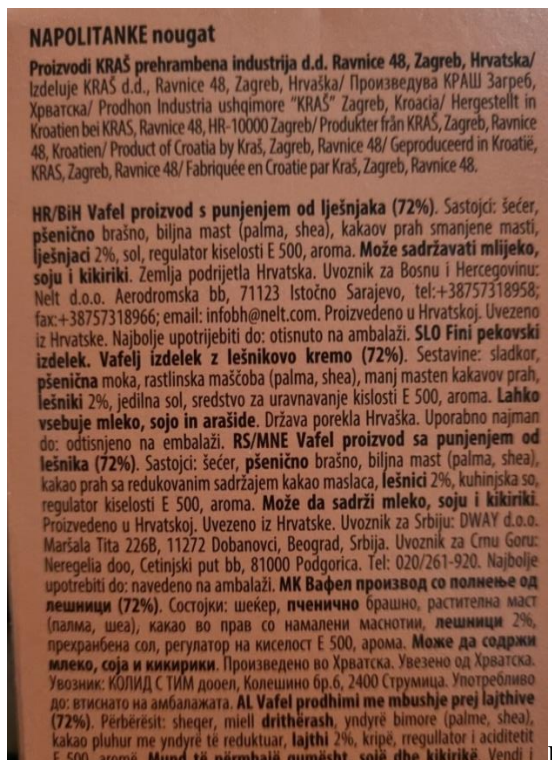 NAPOLITANKE nougat
Proizvodi KRAŠ prehrambena industrija d.d. Ravnice 48, Zagreb, Hrvatska/
Izdeluje KRAŠ d.d., Ravnice 48, Zagreb, Hrvaška/ Произведува КРАШ Загреб,
Хрватска/ Prodhon Industria ushqimore "KRAŠ" Zagreb, Kroacia/ Hergestellt in
Kroatien bei KRAS, Ravnice 48, HR-10000 Zagreb/ Produkter från KRAŠ, Zagreb, Ravnice
48, Kroatien/ Product of Croatia by Kraš, Zagreb, Ravnice 48/ Geproduceerd in Kroatië,
KRAS, Zagreb, Ravnice 48/ Fabriquée en Croatie par Kraš, Zagreb, Ravnice 48.
HR/BiH Vafel proizvod s punjenjem od lješnjaka (72%). Sastojci: šećer,
pšenično brašno, biljna mast (palma, shea), kakaov prah smanjene masti,
lješnjaci 2%, sol, regulator kiselosti E 500, aroma. Može sadržavati mlijeko,
soju i kikiriki. Zemlja podrijetla Hrvatska. Uvoznik za Bosnu i Hercegovinu:
Nelt d.o.o. Aerodromska bb, 71123 Istočno Sarajevo, tel:+38757318958;
fax:+38757318966; email: infobh@nelt.com. Proizvedeno u Hrvatskoj. Uvezeno
iz Hrvatske. Najbolje upotrijebiti do: otisnuto na ambalaži. SLO Fini pekovski
izdelek. Vafelj izdelek z lešnikovo kremo (72%). Sestavine: sladkor,
pšenična moka, rastlinska maščoba (palma, shea), manj masten kakavov prah,
lešniki 2%, jedilna sol, sredstvo za uravnavanje kislosti E 500, aroma. Lahko
vsebuje mleko, sojo in arašide. Država porekla Hrvaška. Uporabno najman
do: odtisnjeno na embalaži. RS/MNE Vafel proizvod sa punjenjem od
lešnika (72%). Sastojci: šećer, pšenično brašno, biljna mast (palma, shea),
kakao prah sa redukovanim sadržajem kakao maslaca, lešnici 2%, kuhinjska so,
regulator kiselosti E 500, aroma. Može da sadrži mleko, soju i kikiriki.
Proizvedeno u Hrvatskoj. Uvezeno iz Hrvatske. Uvoznik za Srbiju: DWAY d.o.o.
Maršala Tita 226B, 11272 Dobanovci, Beograd, Srbija. Uvoznik za Crnu Goru:
Neregelia doo, Cetinjski put bb, 81000 Podgorica. Tel: 020/261-920. Najbolje
upotrebiti do: navedeno na ambalaži. МК Вафел производ со полнење од
лешници (72%). Состојки: шеќер, пченично брашно, растителна маст
(палма, шеа), какао во прав со намалени маснотии, лешници 2%,
прехранбена сол, регулатор на киселост Е 500, арома. Може да содржи
млеко, соја и кикирики. Произведено во Хрватска. Увезено од Хрватска.
Увозник: КОЛИД С ТИМ дооел, Колешино бр.6, 2400 Струмица. Употребливо
до: втиснато на амбалажата. AL Vafel prodhimi me mbushje prej lajthive
(72%). Përbërësit: sheqer, miell drithërash, yndyrë bimore (palme, shea),
kakao pluhur me yndyrë të reduktuar, lajthi 2%, kripë, rregullator i aciditetit
E 500, aromë. Mund të përmbajë qumësht, sojë dhe kikirikë. Vendi i